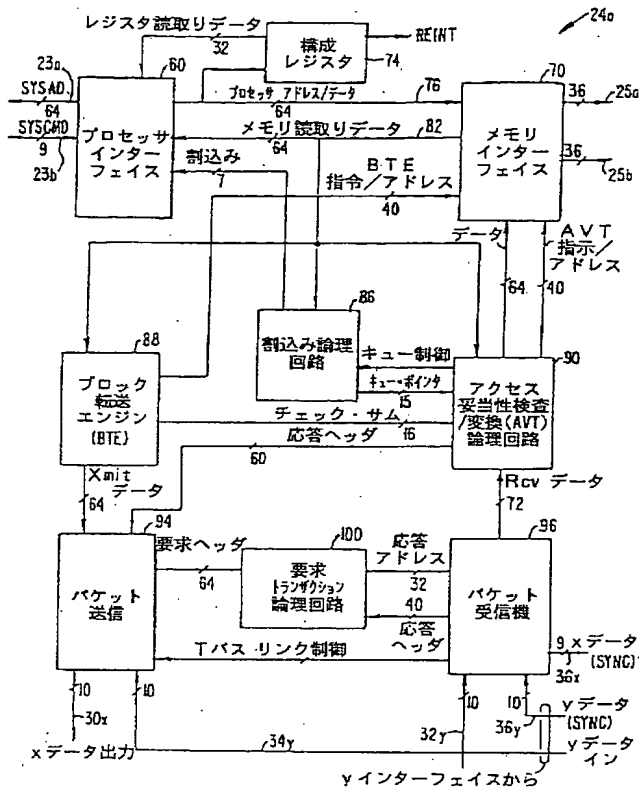 24a
レジスタ読取りデータ
32
構成
レジスタ
74
REINT
23a
60
SYSAD
64
SYSCMD
9
23b
プロセッサ
インター
フェイス
プロセッサ アドレス/データ
64
76
メモリ読取りデータ
64
82
割込み
7
BTE
指令/アドレス
40
70
メモリ
インター
フェイス
36
25a
36
25b
データ
64
AVT
指示/
アドレス
40
86
割込み論理
回路
キュー制御
キュー・ポインタ
15
88
ブロック
転送
エンジン
(BTE)
チェック・サム
16
応答ヘッダ
60
90
アクセス
妥当性検査
/変換(AVT)
論理回路
Xmit
データ
64
Rcv データ
72
94
パケット
送信
要求ヘッダ
64
100
要求
トランザクション
論理回路
応答
アドレス
32
40
応答
ヘッダ
96
パケット
受信機
Tバス・リンク制御
9
xデータ
(SYNC)
36x
10
30x
10
xデータ出力
34y
10
32y
10
36y
yデータ
(SYNC)
yデータ
イン
yインターフェイスから